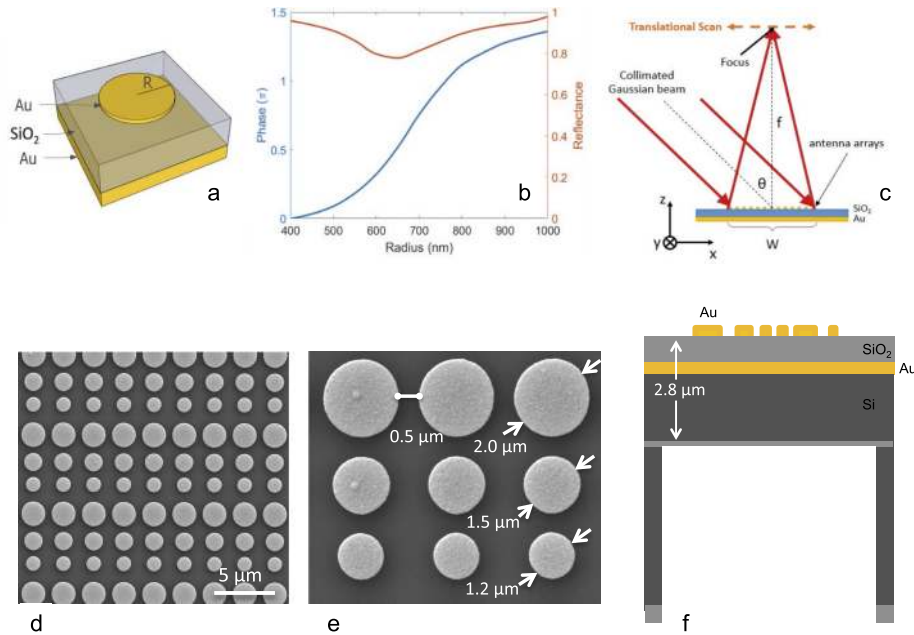 R
Au
SiO₂
Au
a
1.5
1
0.5
0
Phase (π)
400 500 600 700 800 900 1000
Radius (nm)
1
0.8
0.6
0.4
0.2
0
Reflectance
b
Translational Scan
Focus
Collimated
Gaussian beam
f
antenna arrays
θ
z
y
x
SiO₂
Au
W
c
5 μm
d
0.5 μm
2.0 μm
1.5 μm
1.2 μm
e
Au
SiO₂
Au
2.8 μm
Si
f